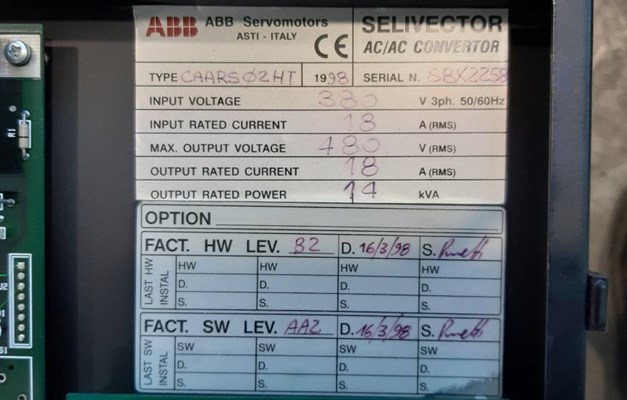 ABB ABB Servomotors
ASTI - ITALY
CE
SELIVECTOR
AC/AC CONVERTOR
TYPE CAARSØ2HT 1998 SERIAL N. SBX2258
INPUT VOLTAGE 380 V 3ph. 50/60Hz
INPUT RATED CURRENT 18 A (RMS)
MAX. OUTPUT VOLTAGE 480 V (RMS)
OUTPUT RATED CURRENT 18 A (RMS)
OUTPUT RATED POWER 14 kVA
OPTION
FACT. HW LEV. B2 D. 16/3/98 S.
LAST HW INSTAL
HW HW HW HW
D. D. D. D.
S. S. S. S.
FACT. SW LEV. AA2 D. 16/3/98 S.
LAST SW INSTAL
SW SW SW SW
D. D. D. D.
S. S. S. S.
R1